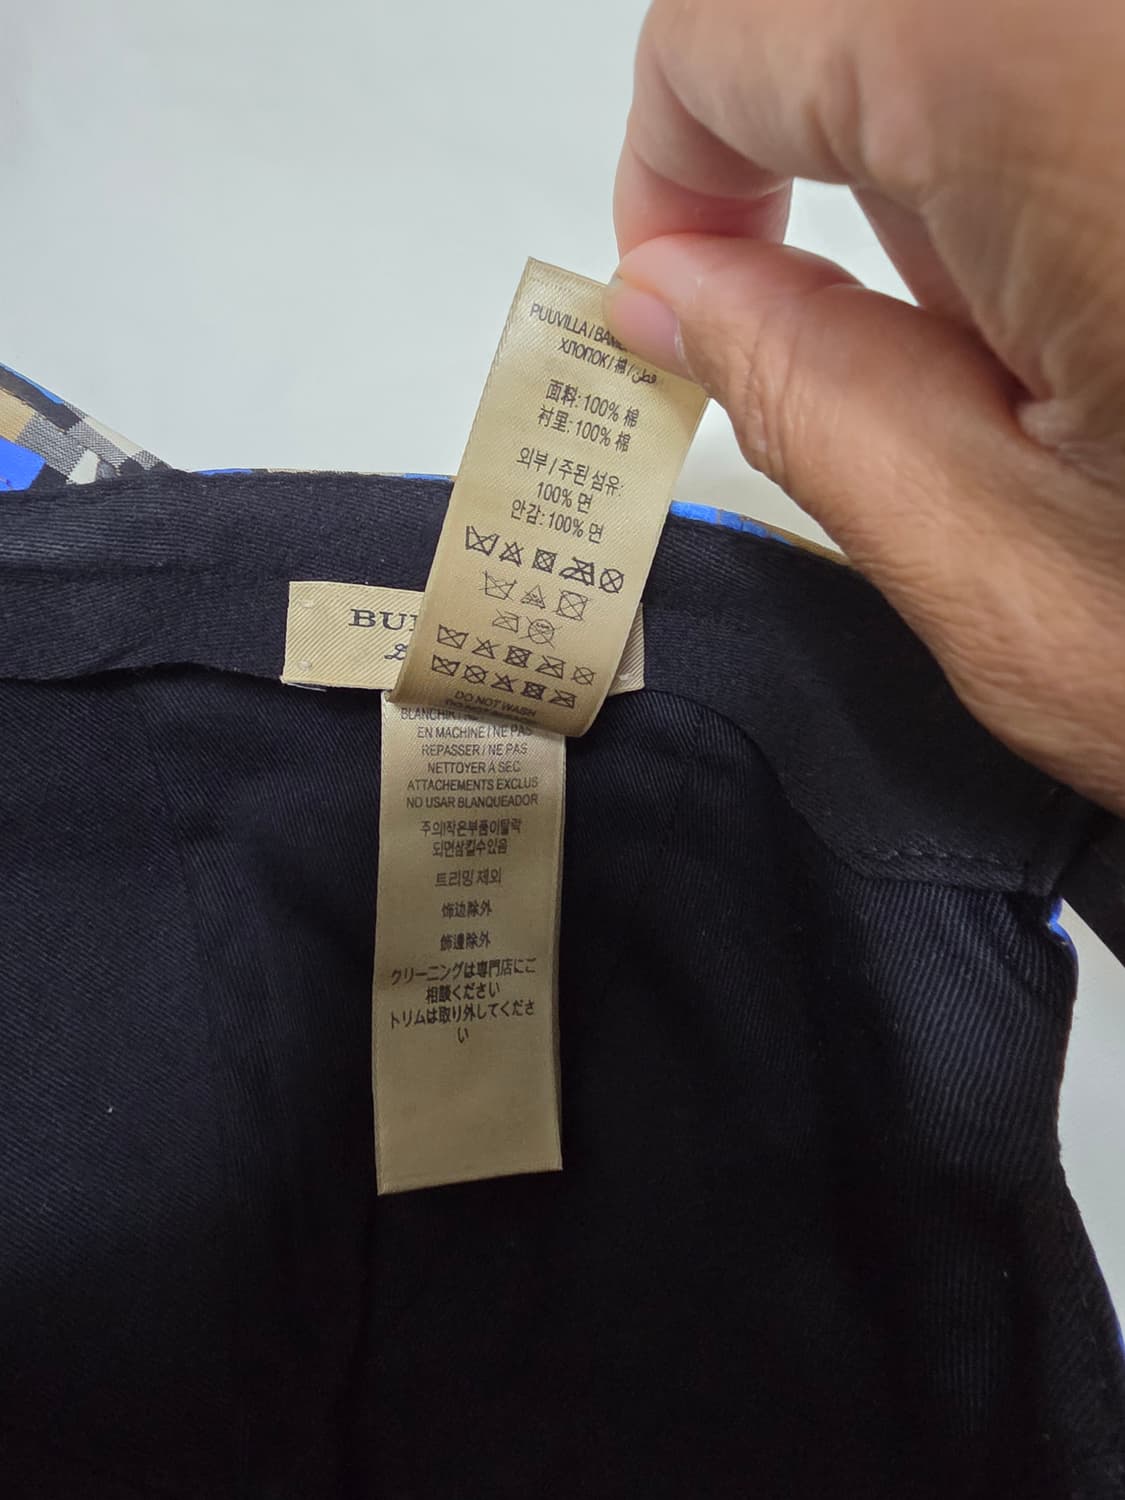 PUUVILLA /
ХЛОПОК / 棉 / قطن
面料: 100% 棉
衬里: 100% 棉
외부 / 주된 섬유:
100% 면
안감: 100% 면
DO NOT WASH
BLANCHIR /
EN MACHINE / NE PAS
REPASSER / NE PAS
NETTOYER A SEC
ATTACHEMENTS EXCLUS
NO USAR BLANQUEADOR
주의!작은부품이탈락
되면삼킬수있음
트리밍 제외
饰边除外
飾邊除外
クリーニングは専門店にご
相談ください
トリムは取り外してくださ
い